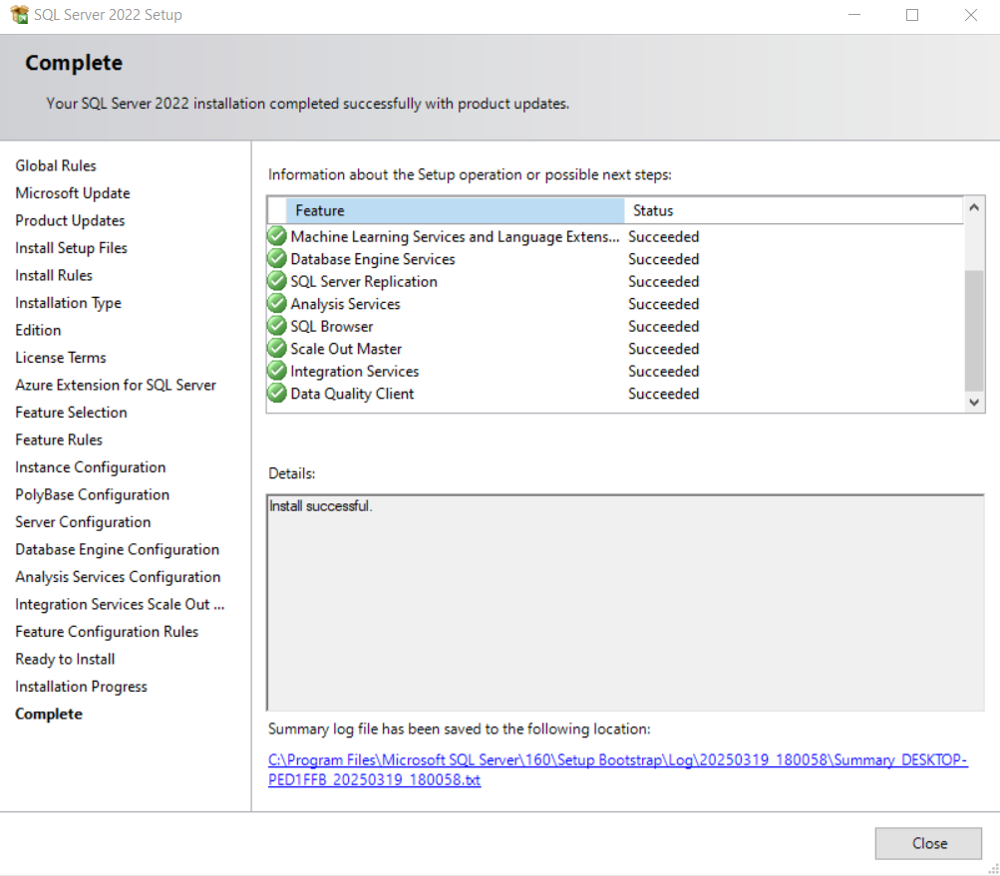 SQL Server 2022 Setup
Complete
Your SQL Server 2022 installation completed successfully with product updates.
Global Rules
Microsoft Update
Product Updates
Install Setup Files
Install Rules
Installation Type
Edition
License Terms
Azure Extension for SQL Server
Feature Selection
Feature Rules
Instance Configuration
PolyBase Configuration
Server Configuration
Database Engine Configuration
Analysis Services Configuration
Integration Services Scale Out ...
Feature Configuration Rules
Ready to Install
Installation Progress
Complete
Information about the Setup operation or possible next steps:
Feature Status
Machine Learning Services and Language Extens... Succeeded
Database Engine Services Succeeded
SQL Server Replication Succeeded
Analysis Services Succeeded
SQL Browser Succeeded
Scale Out Master Succeeded
Integration Services Succeeded
Data Quality Client Succeeded
Details:
Install successful.
Summary log file has been saved to the following location:
C:\Program Files\Microsoft SQL Server\160\Setup Bootstrap\Log\20250319_180058\Summary_DESKTOP-
PED1FFB_20250319_180058.txt
Close